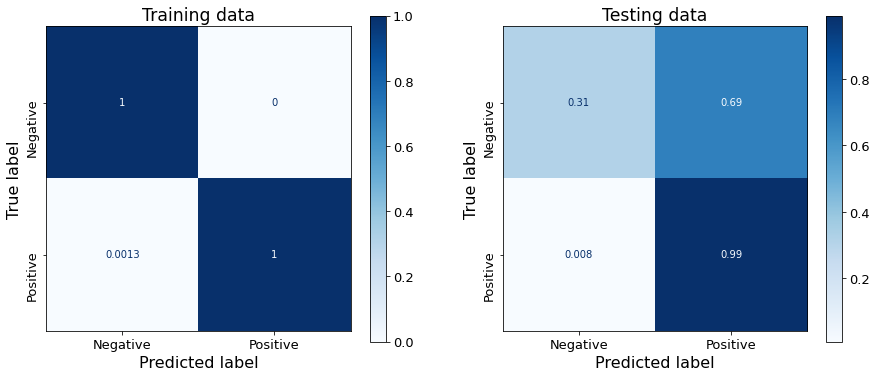 Training data
1.0
0.8
0.6
0.4
0.2
0.0
True label
Negative
Positive
1
0
0.0013
1
Negative
Positive
Predicted label
Testing data
0.8
0.6
0.4
0.2
True label
Negative
Positive
0.31
0.69
0.008
0.99
Negative
Positive
Predicted label